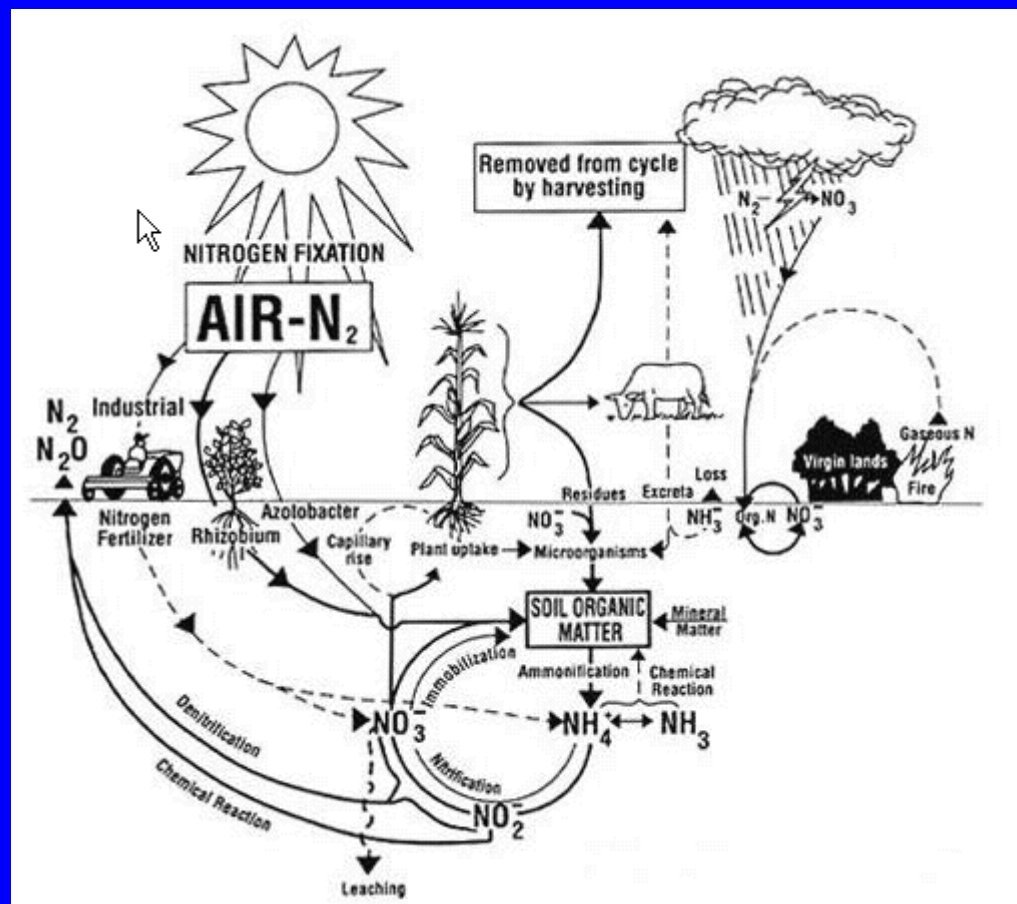 Removed from cycle
by harvesting
N₂ NO₃
NITROGEN FIXATION
AIR-N₂
N₂
N₂O
Industrial
Gaseous N
Virgin lands
Fire
Loss
Residues
Excreta
NH₃⁻
Org. N
NO₃⁻
Nitrogen
Fertilizer
Rhizobium
Azotobacter
Capillary
rise
Plant uptake
NO₃⁻
Microorganisms
SOIL ORGANIC
MATTER
Mineral
Matter
Immobilization
Ammonification
Chemical
Reaction
NO₃⁻
NH₄⁺
NH₃
Denitrification
Nitrification
Chemical Reaction
NO₂⁻
Leaching